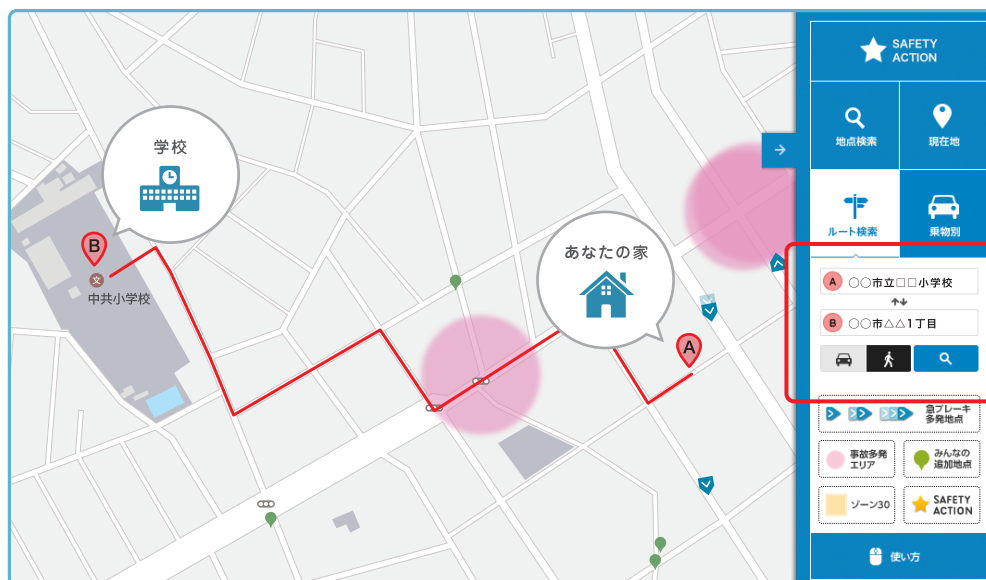 学校
B
中共小学校
文
あなたの家
A
SAFETY
ACTION
地点検索
現在地
ルート検索
乗物別
A ○○市立□□小学校
B ○○市△△1丁目
急ブレーキ
多発地点
事故多発
エリア
みんなの
追加地点
ゾーン30
SAFETY
ACTION
使い方